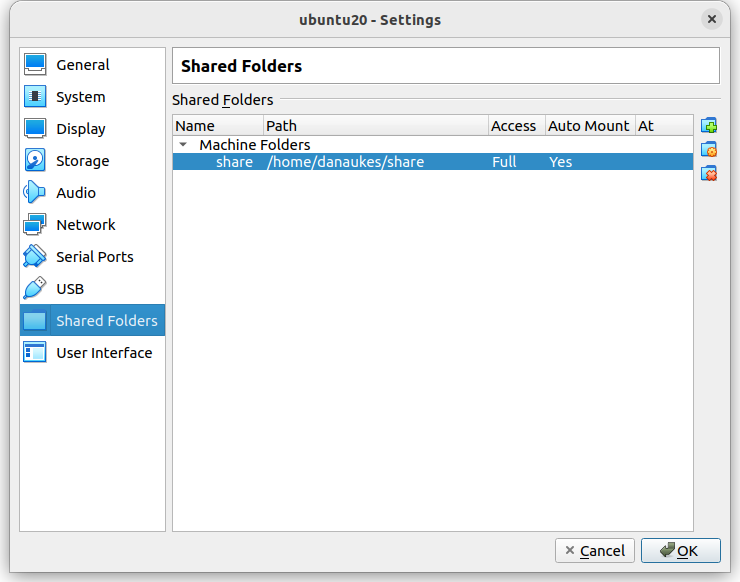 ubuntu20 - Settings
General
System
Display
Storage
Audio
Network
Serial Ports
USB
Shared Folders
User Interface
Shared Folders
Shared Folders
Name Path Access Auto Mount At
Machine Folders
share /home/danaukes/share Full Yes
Cancel OK